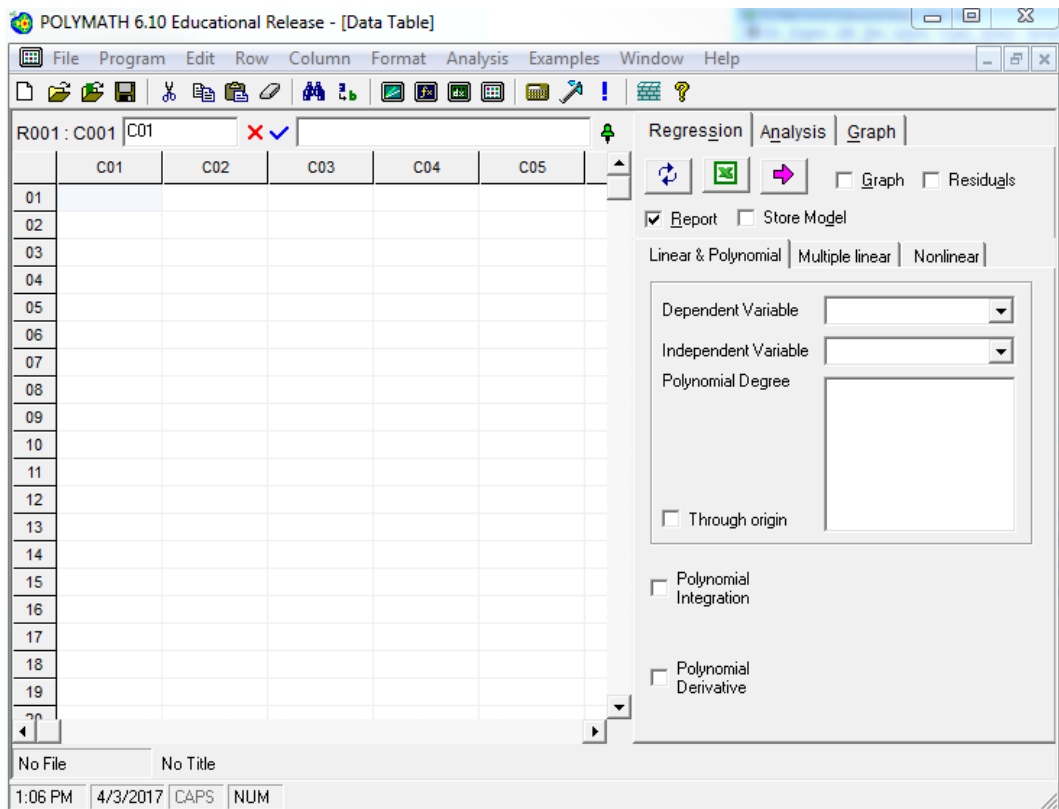 POLYMATH 6.10 Educational Release - [Data Table]
File Program Edit Row Column Format Analysis Examples Window Help
R001 : C001 C01
Regression Analysis Graph
C01 C02 C03 C04 C05
Graph Residuals
Report Store Model
Linear & Polynomial Multiple linear Nonlinear
Dependent Variable
Independent Variable
Polynomial Degree
Through origin
Polynomial
Integration
Polynomial
Derivative
01
02
03
04
05
06
07
08
09
10
11
12
13
14
15
16
17
18
19
20
No File No Title
1:06 PM 4/3/2017 CAPS NUM